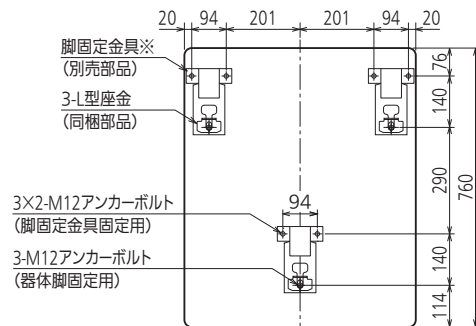 20 94 201 201 94 20
脚固定金具※
(別売部品)
3-L型座金
(同梱部品)
76
140
290
760
3×2-M12アンカーボルト
(脚固定金具固定用)
94
3-M12アンカーボルト
(器体脚固定用)
140
114